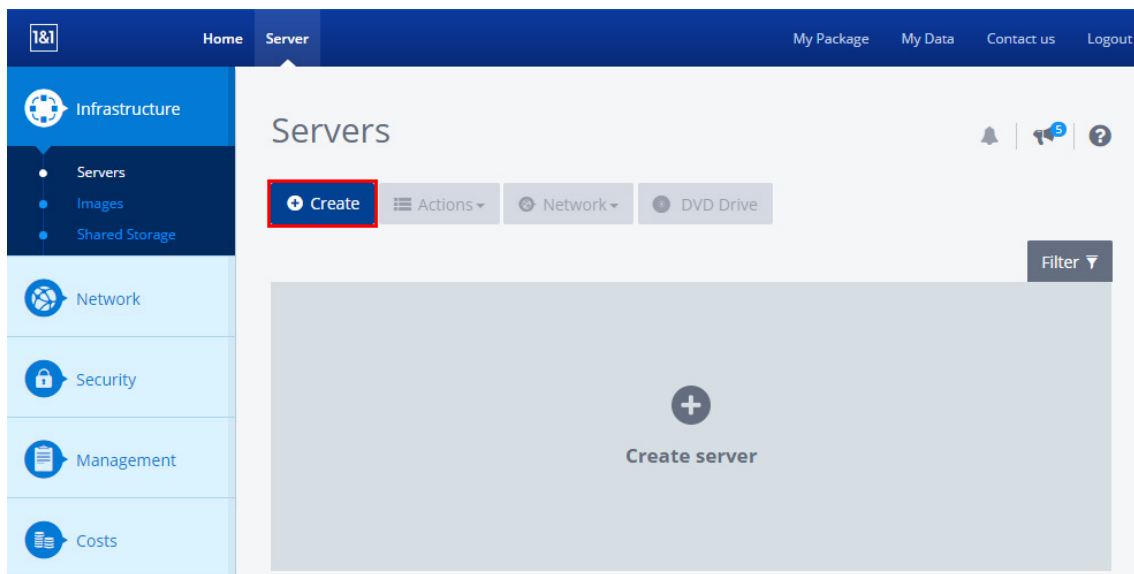 1&1
Home Server My Package My Data Contact us Logout
Infrastructure
Servers
Images
Shared Storage
Network
Security
Management
Costs
Servers
5
Create Actions Network DVD Drive
Filter
Create server